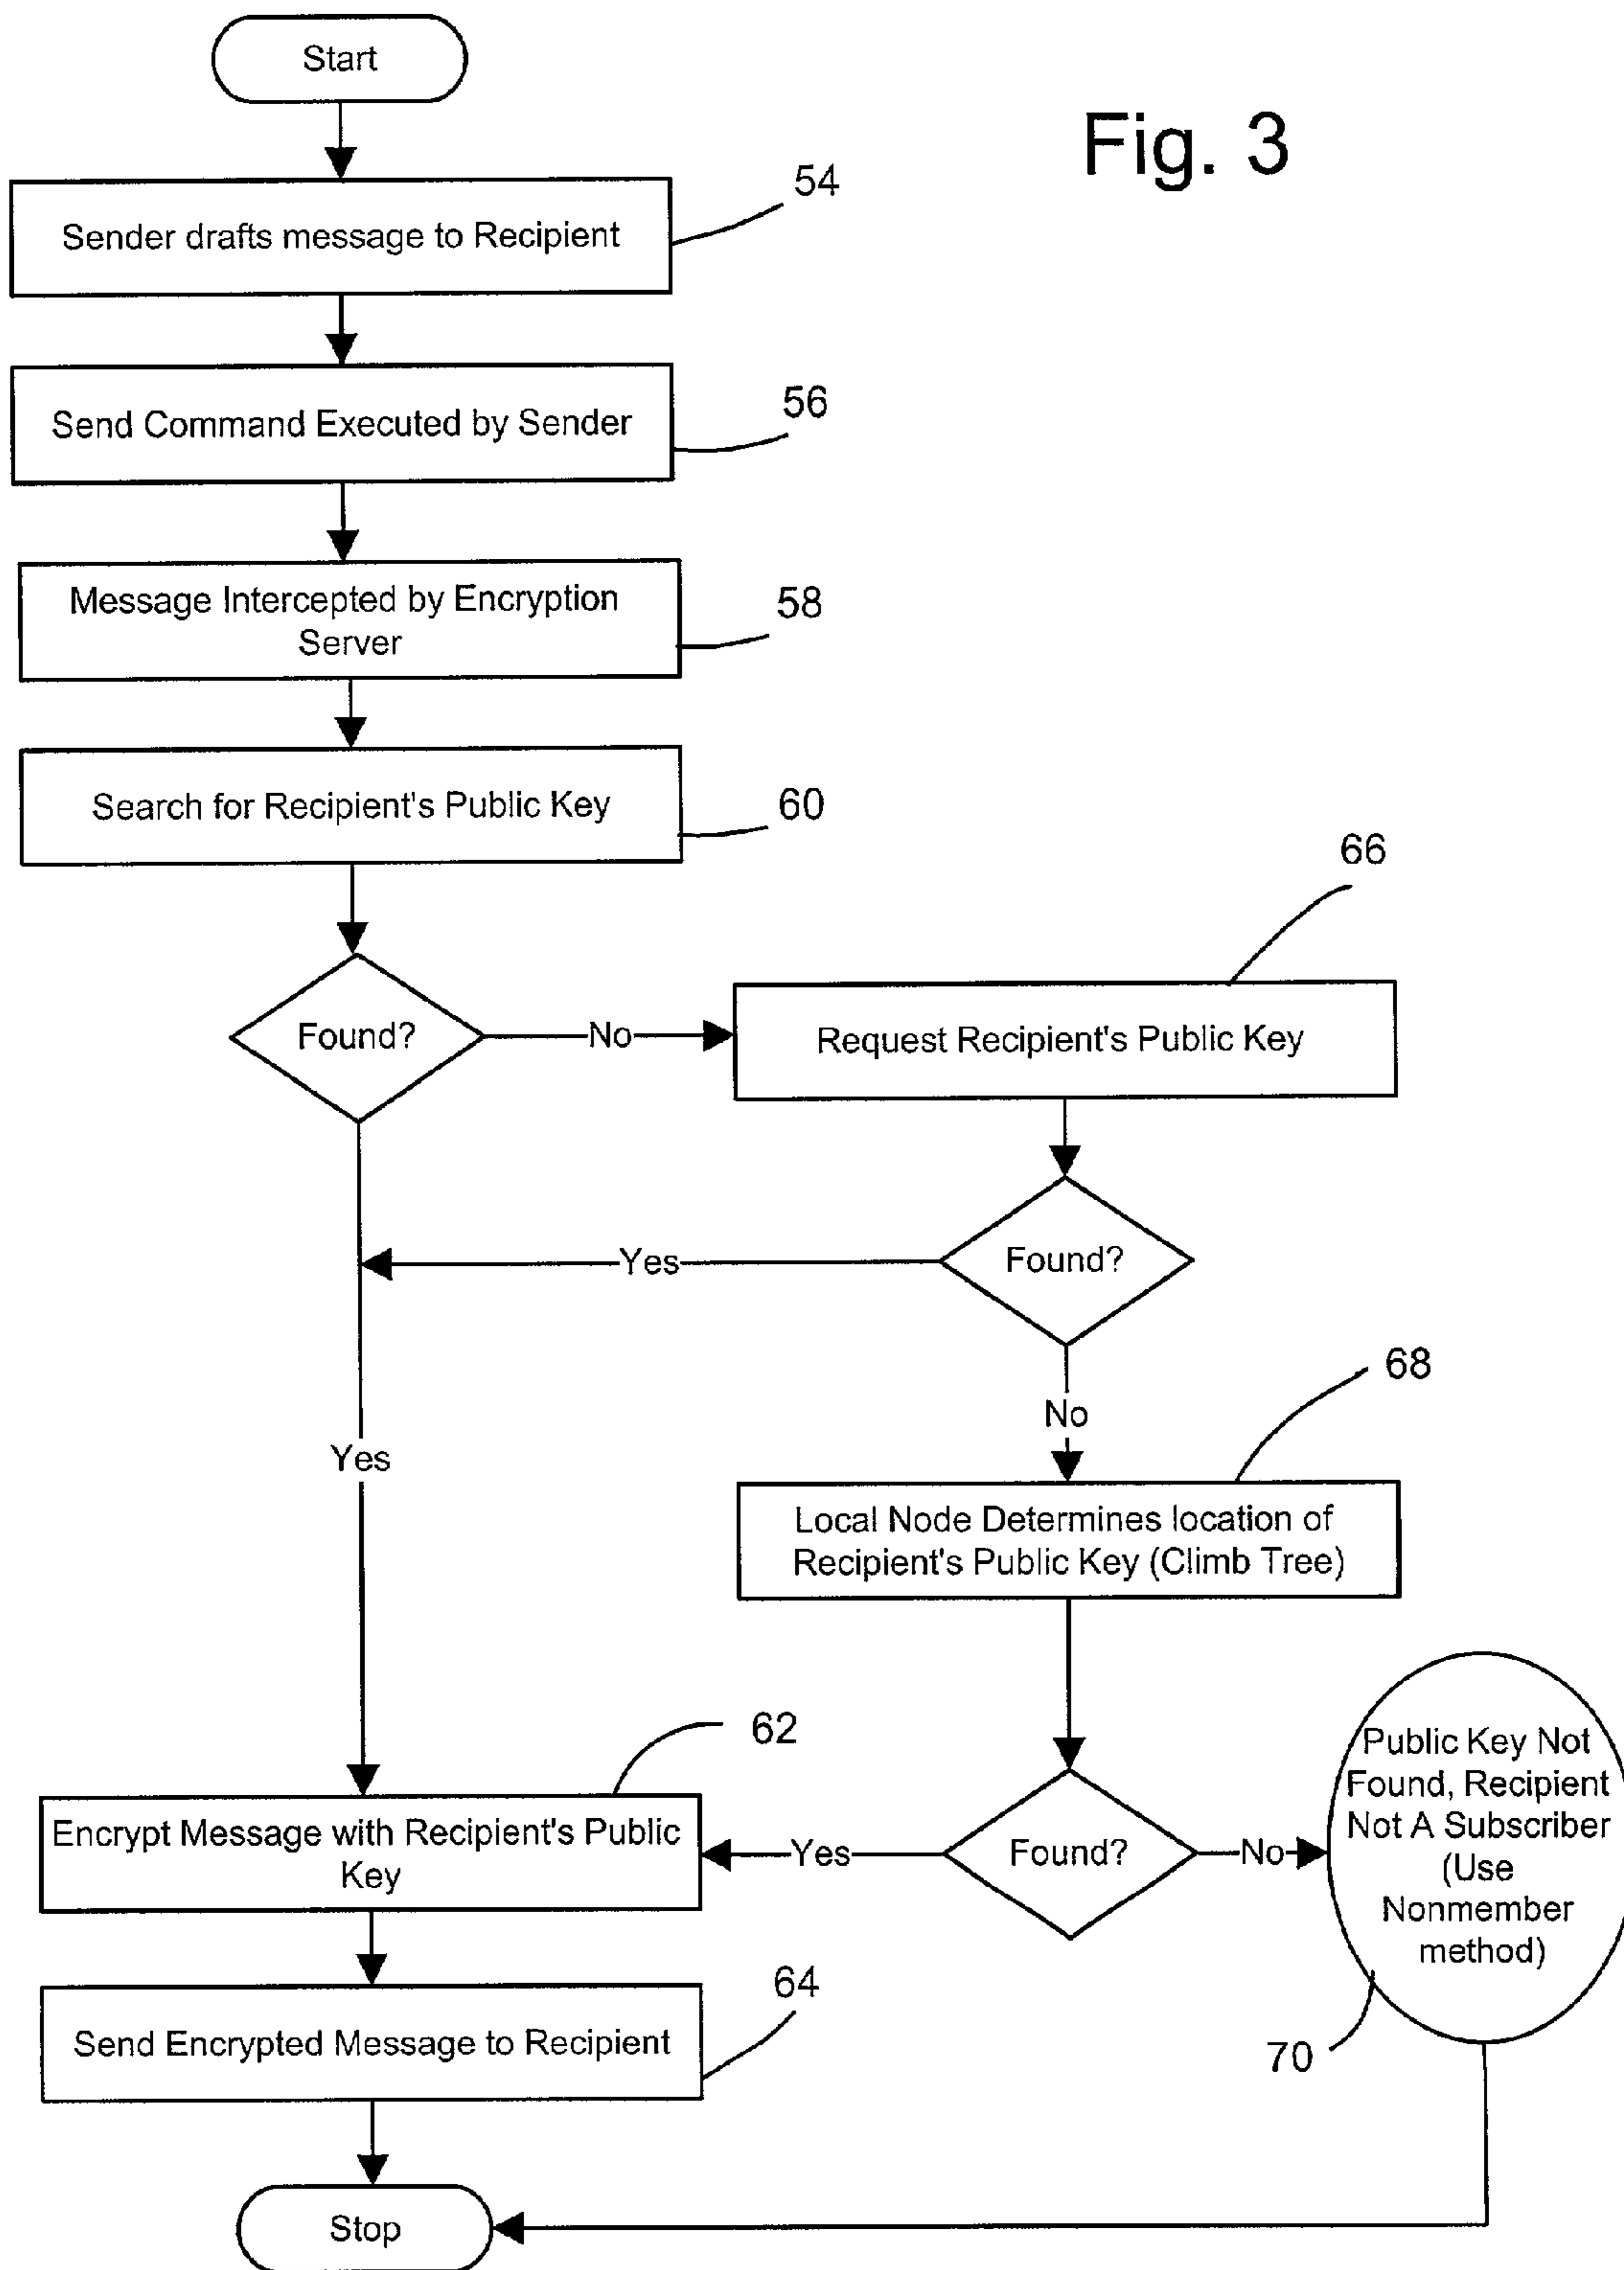 Start
Fig. 3
54
Sender drafts message to Recipient
56
Send Command Executed by Sender
58
Message Intercepted by Encryption
Server
60
Search for Recipient's Public Key
66
Found?
No
Request Recipient's Public Key
Yes
Found?
No
68
Yes
Local Node Determines location of
Recipient's Public Key (Climb Tree)
62
Encrypt Message with Recipient's Public
Key
Yes
Found?
No
Public Key Not
Found, Recipient
Not A Subscriber
(Use
Nonmember
method)
64
Send Encrypted Message to Recipient
70
Stop